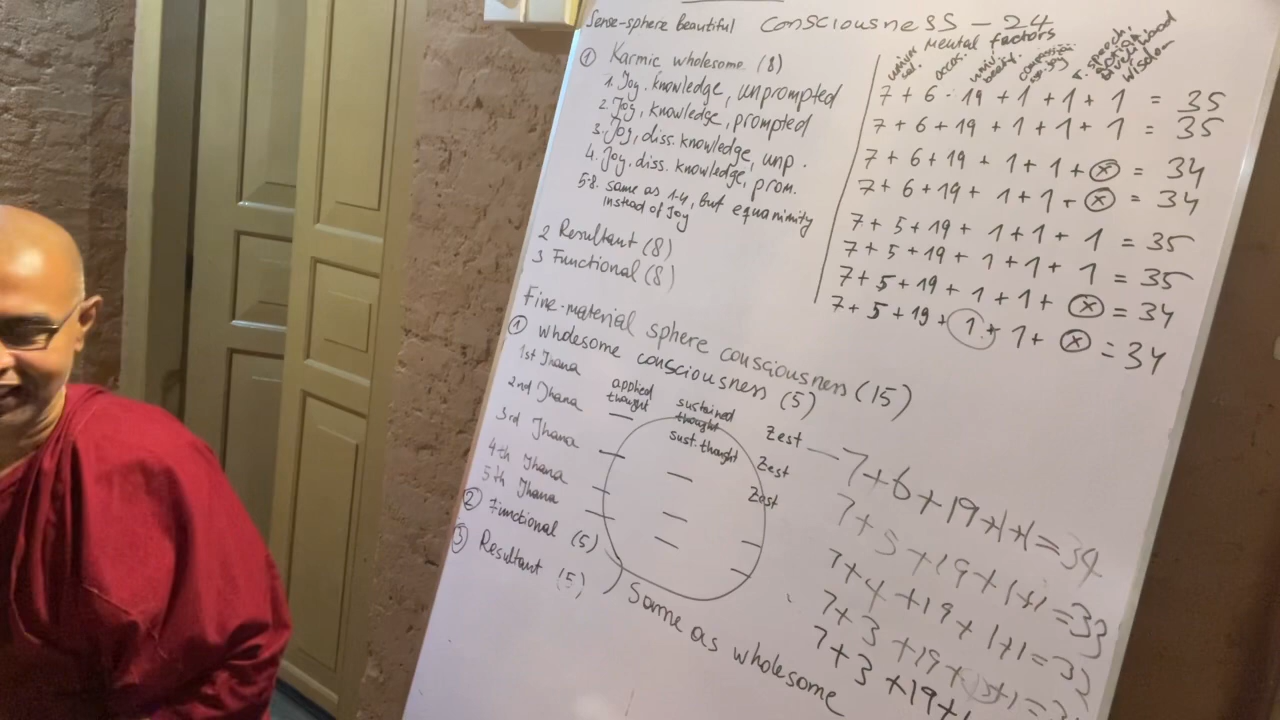 Sense-sphere beautiful consciousness - 24
Mental factors
occas.
wisdom
① Karmic wholesome (8)
1. Joy, knowledge, unprompted 7 + 6 - 19 + 1 + 1 + 1 = 35
2. Joy, knowledge, prompted 7 + 6 + 19 + 1 + 1 + 1 = 35
3. Joy, diss. knowledge, unp. 7 + 6 + 19 + 1 + 1 + ⓧ = 34
4. Joy. diss. knowledge, prom. 7 + 6 + 19 + 1 + 1 + ⓧ = 34
5-8. same as 1-4, but equanimity 7 + 5 + 19 + 1 + 1 + 1 = 35
instead of Joy 7 + 5 + 19 + 1 + 1 + 1 = 35
2 Resultant (8) 7 + 5 + 19 + 1 + 1 + ⓧ = 34
3 Functional (8) 7 + 5 + 19 + 1 + 1 + ⓧ = 34
Fine-material sphere consciousness (15)
① wholesome consciousness (5)
1st Jhana applied thought sustained thought Zest — 7 + 6 + 19 + 1 + 1 = 34
2nd Jhana — sust. thought Zest 7 + 5 + 19 + 1 + 1 = 33
3rd Jhana — — Zest 7 + 4 + 19 + 1 + 1 = 32
4th Jhana — — — 7 + 3 + 19 +
5th Jhana — — — 7 + 3 + 19 +
② Functional (5)
③ Resultant (5)
Same as wholesome